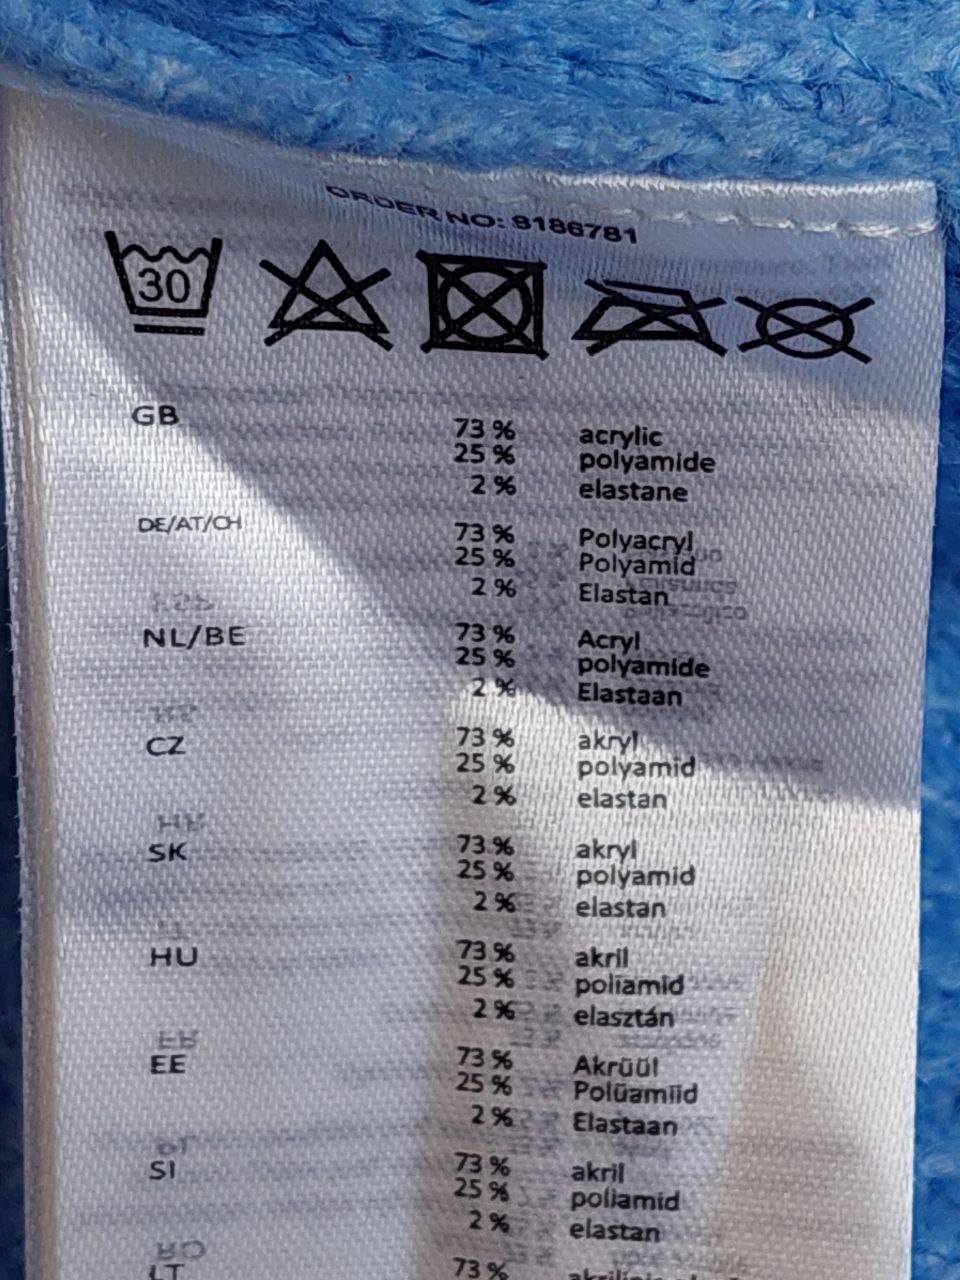 ORDER NO: 8186781
30
GB 73 % acrylic
25 % polyamide
2 % elastane
DE/AT/CH 73 % Polyacryl
25 % Polyamid
2 % Elastan
NL/BE 73 % Acryl
25 % polyamide
2 % Elastaan
CZ 73 % akryl
25 % polyamid
2 % elastan
SK 73 % akryl
25 % polyamid
2 % elastan
HU 73 % akril
25 % poliamid
2 % elasztán
EE 73 % Akrüül
25 % Polüamiid
2 % Elastaan
SI 73 % akril
25 % poliamid
2 % elastan
LT 73 %